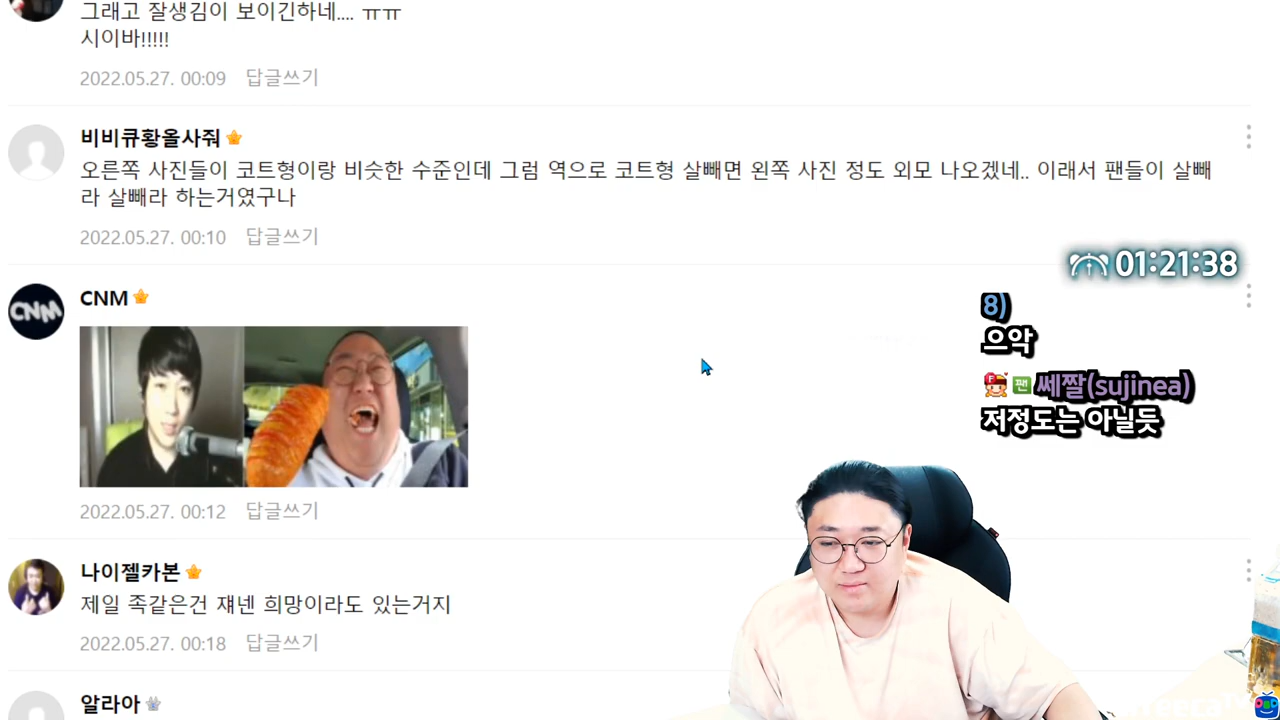 그래고 잘생김이 보이긴하네.... ㅠㅠ
시이바!!!!!
2022.05.27. 00:09 답글쓰기
비비큐황올사줘
오른쪽 사진들이 코트형이랑 비슷한 수준인데 그럼 역으로 코트형 살빼면 왼쪽 사진 정도 외모 나오겠네.. 이래서 팬들이 살빼
라 살빼라 하는거였구나
2022.05.27. 00:10 답글쓰기
01:21:38
CNM
CNM
8)
으악
팬 쎄짤(sujinea)
저정도는 아닐듯
2022.05.27. 00:12 답글쓰기
나이젤카본
제일 족같은건 쟤넨 희망이라도 있는거지
2022.05.27. 00:18 답글쓰기
알라아